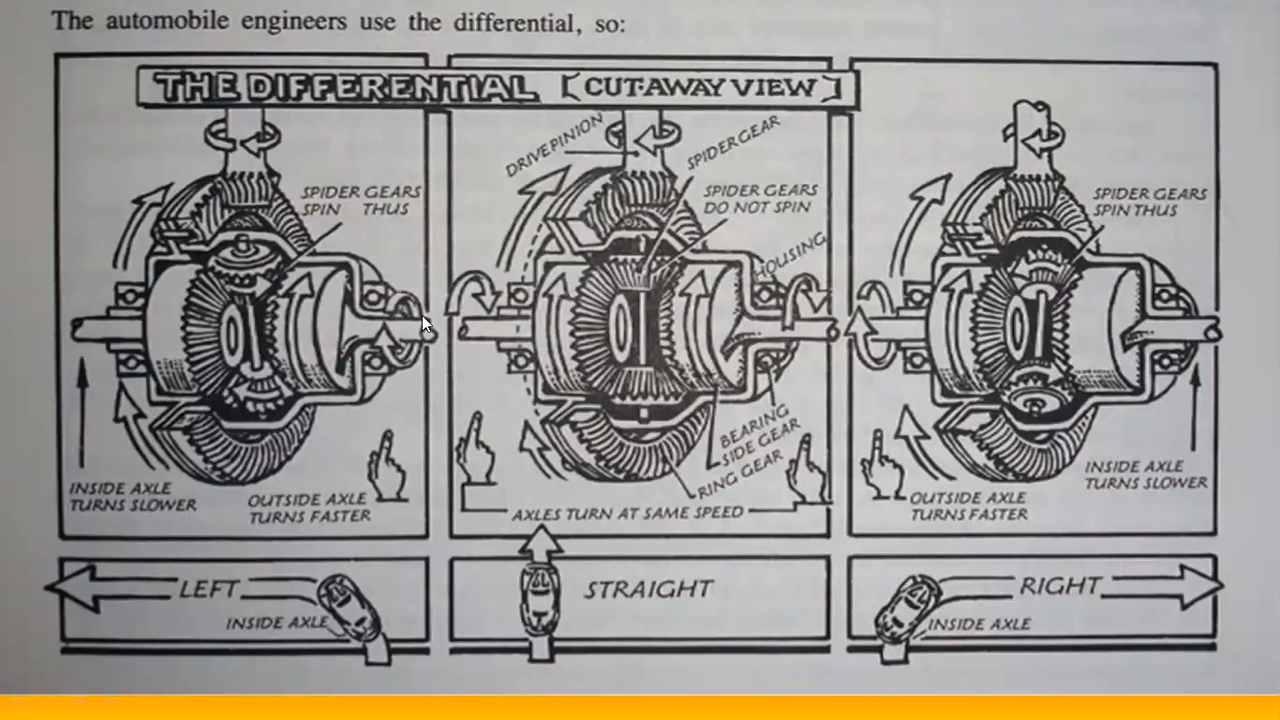 The automobile engineers use the differential, so:
THE DIFFERENTIAL [CUT-AWAY VIEW]
SPIDER GEARS
SPIN THUS
INSIDE AXLE
TURNS SLOWER
OUTSIDE AXLE
TURNS FASTER
DRIVE PINION
SPIDER GEAR
SPIDER GEARS
DO NOT SPIN
HOUSING
BEARING
SIDE GEAR
RING GEAR
AXLES TURN AT SAME SPEED
SPIDER GEARS
SPIN THUS
OUTSIDE AXLE
TURNS FASTER
INSIDE AXLE
TURNS SLOWER
LEFT
INSIDE AXLE
STRAIGHT
RIGHT
INSIDE AXLE